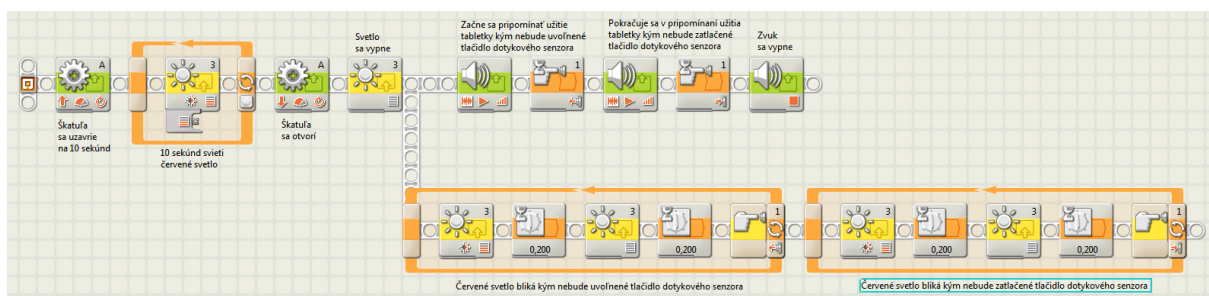 Začne sa pripomínať užitie
tabletky kým nebude uvoľnené
tlačidlo dotykového senzora
Pokračuje sa v pripomínaní užitia
tabletky kým nebude zatlačené
tlačidlo dotykového senzora
Svetlo
sa vypne
Zvuk
sa vypne
A
3
A
3
1
1
Škatuľa
sa uzavrie
na 10 sekúnd
10 sekúnd svieti
červené svetlo
Škatuľa
sa otvorí
3
0,200
3
0,200
1
3
0,200
3
0,200
1
Červené svetlo bliká kým nebude uvoľnené tlačidlo dotykového senzora
Červené svetlo bliká kým nebude zatlačené tlačidlo dotykového senzora